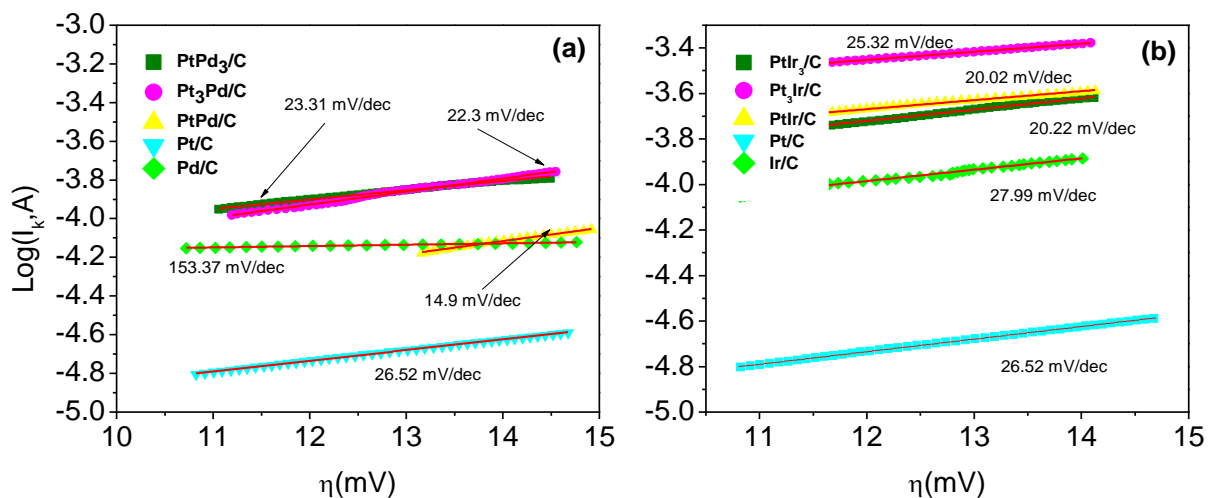 (a)
PtPd₃/C
Pt₃Pd/C
PtPd/C
Pt/C
Pd/C
23.31 mV/dec
22.3 mV/dec
153.37 mV/dec
14.9 mV/dec
26.52 mV/dec
-3.0
-3.2
-3.4
-3.6
-3.8
-4.0
-4.2
-4.4
-4.6
-4.8
-5.0
Log(Iₖ,A)
10 11 12 13 14 15
η(mV)
(b)
25.32 mV/dec
PtIr₃/C
Pt₃Ir/C
PtIr/C
Pt/C
Ir/C
20.02 mV/dec
20.22 mV/dec
27.99 mV/dec
26.52 mV/dec
-3.4
-3.6
-3.8
-4.0
-4.2
-4.4
-4.6
-4.8
-5.0
11 12 13 14 15
η(mV)